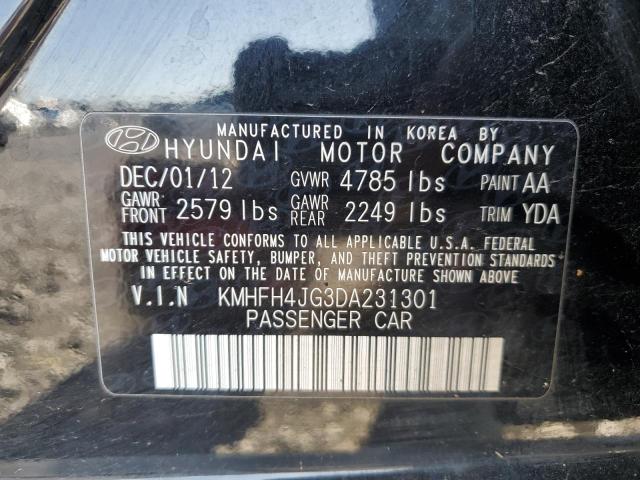 MANUFACTURED IN KOREA BY
HYUNDAI MOTOR COMPANY
DEC/01/12 GVWR 4785 lbs PAINT AA
GAWR FRONT 2579 lbs GAWR REAR 2249 lbs TRIM YDA
THIS VEHICLE CONFORMS TO ALL APPLICABLE U.S.A. FEDERAL
MOTOR VEHICLE SAFETY, BUMPER, AND THEFT PREVENTION STANDARDS
IN EFFECT ON THE DATE OF MANUFACTURE SHOWN ABOVE.
V.I.N KMHFH4JG3DA231301
PASSENGER CAR